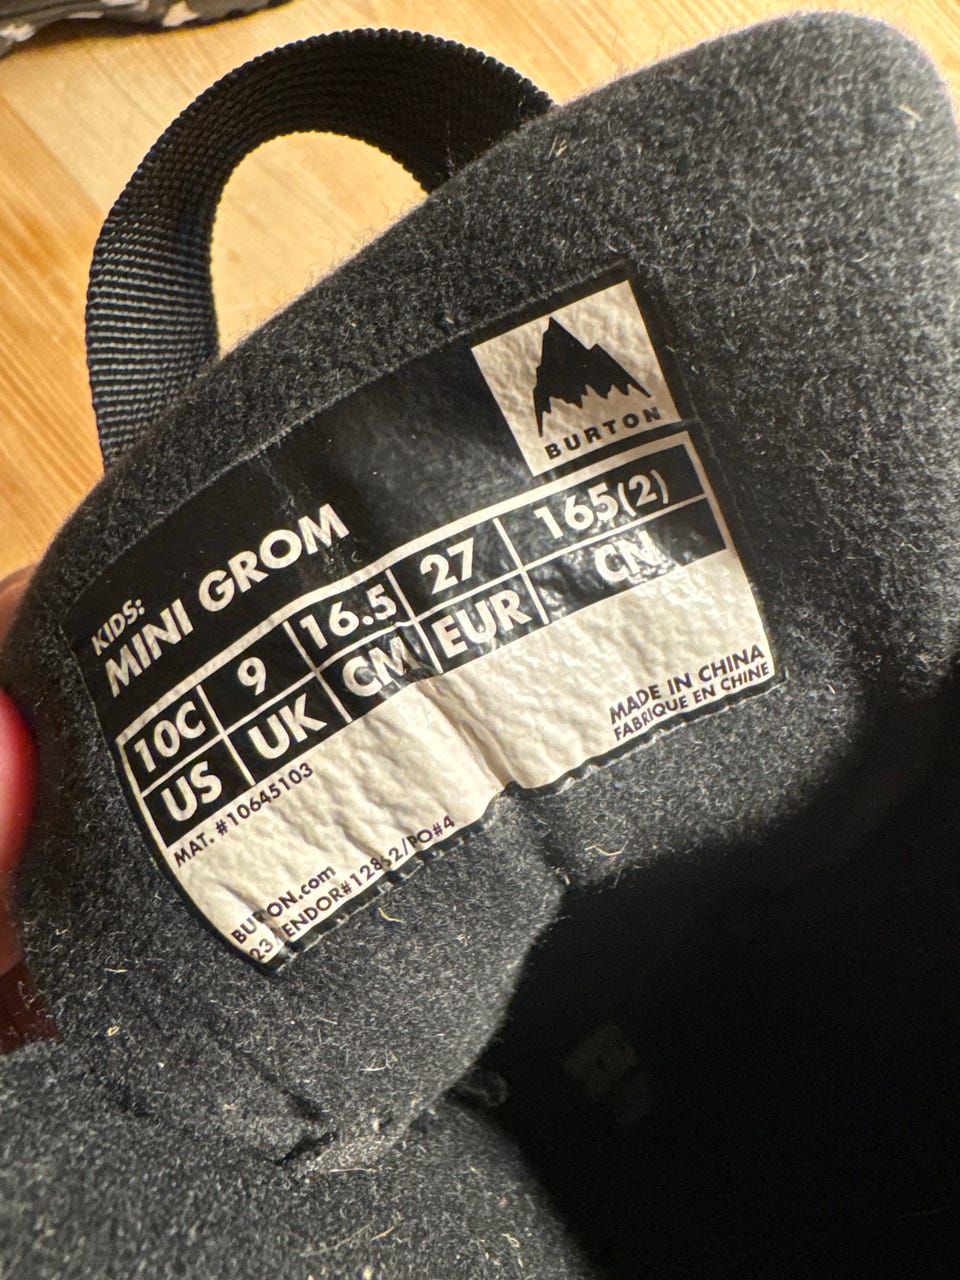 BURTON
KIDS:
MINI GROM
10C 9 16.5 27 165(2)
US UK CM EUR CN
MAT. #10645103
MADE IN CHINA
FABRIQUE EN CHINE
BURTON.com
23